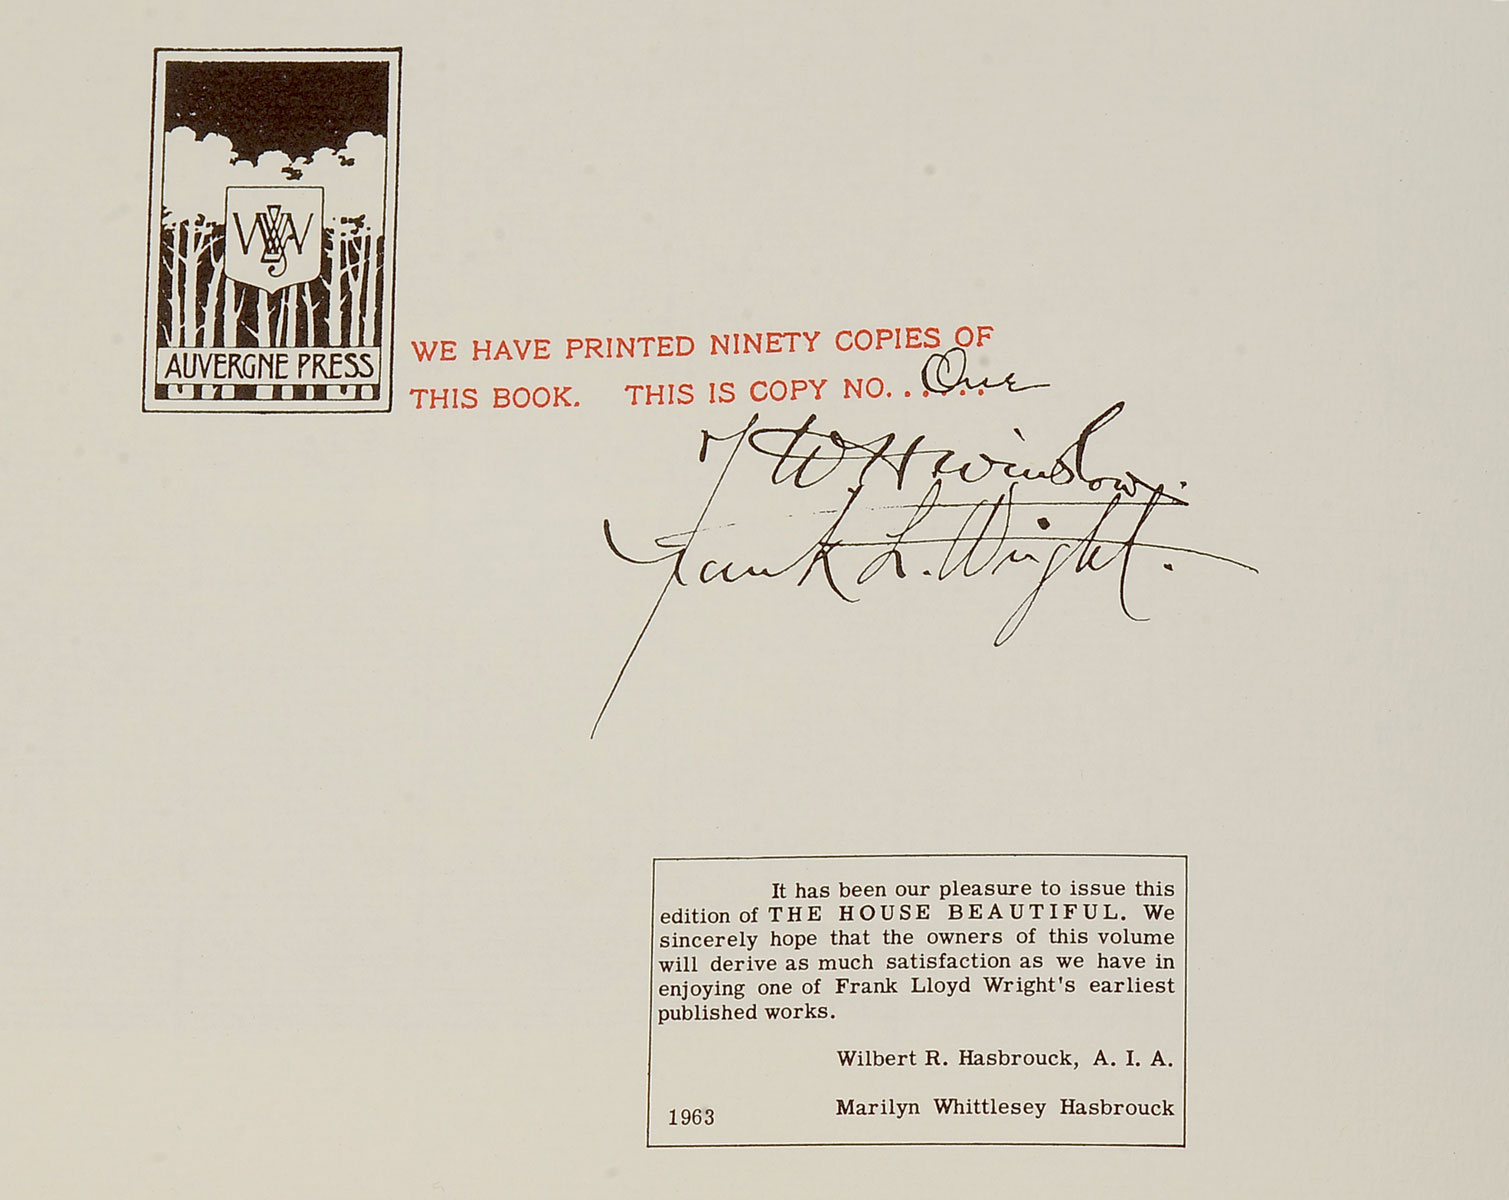 AUVERGNE PRESS
WE HAVE PRINTED NINETY COPIES OF
THIS BOOK. THIS IS COPY NO. . . . . . . One
W. H. Winslow.
Frank L. Wright.
It has been our pleasure to issue this
edition of THE HOUSE BEAUTIFUL. We
sincerely hope that the owners of this volume
will derive as much satisfaction as we have in
enjoying one of Frank Lloyd Wright's earliest
published works.
Wilbert R. Hasbrouck, A. I. A.
1963 Marilyn Whittlesey Hasbrouck